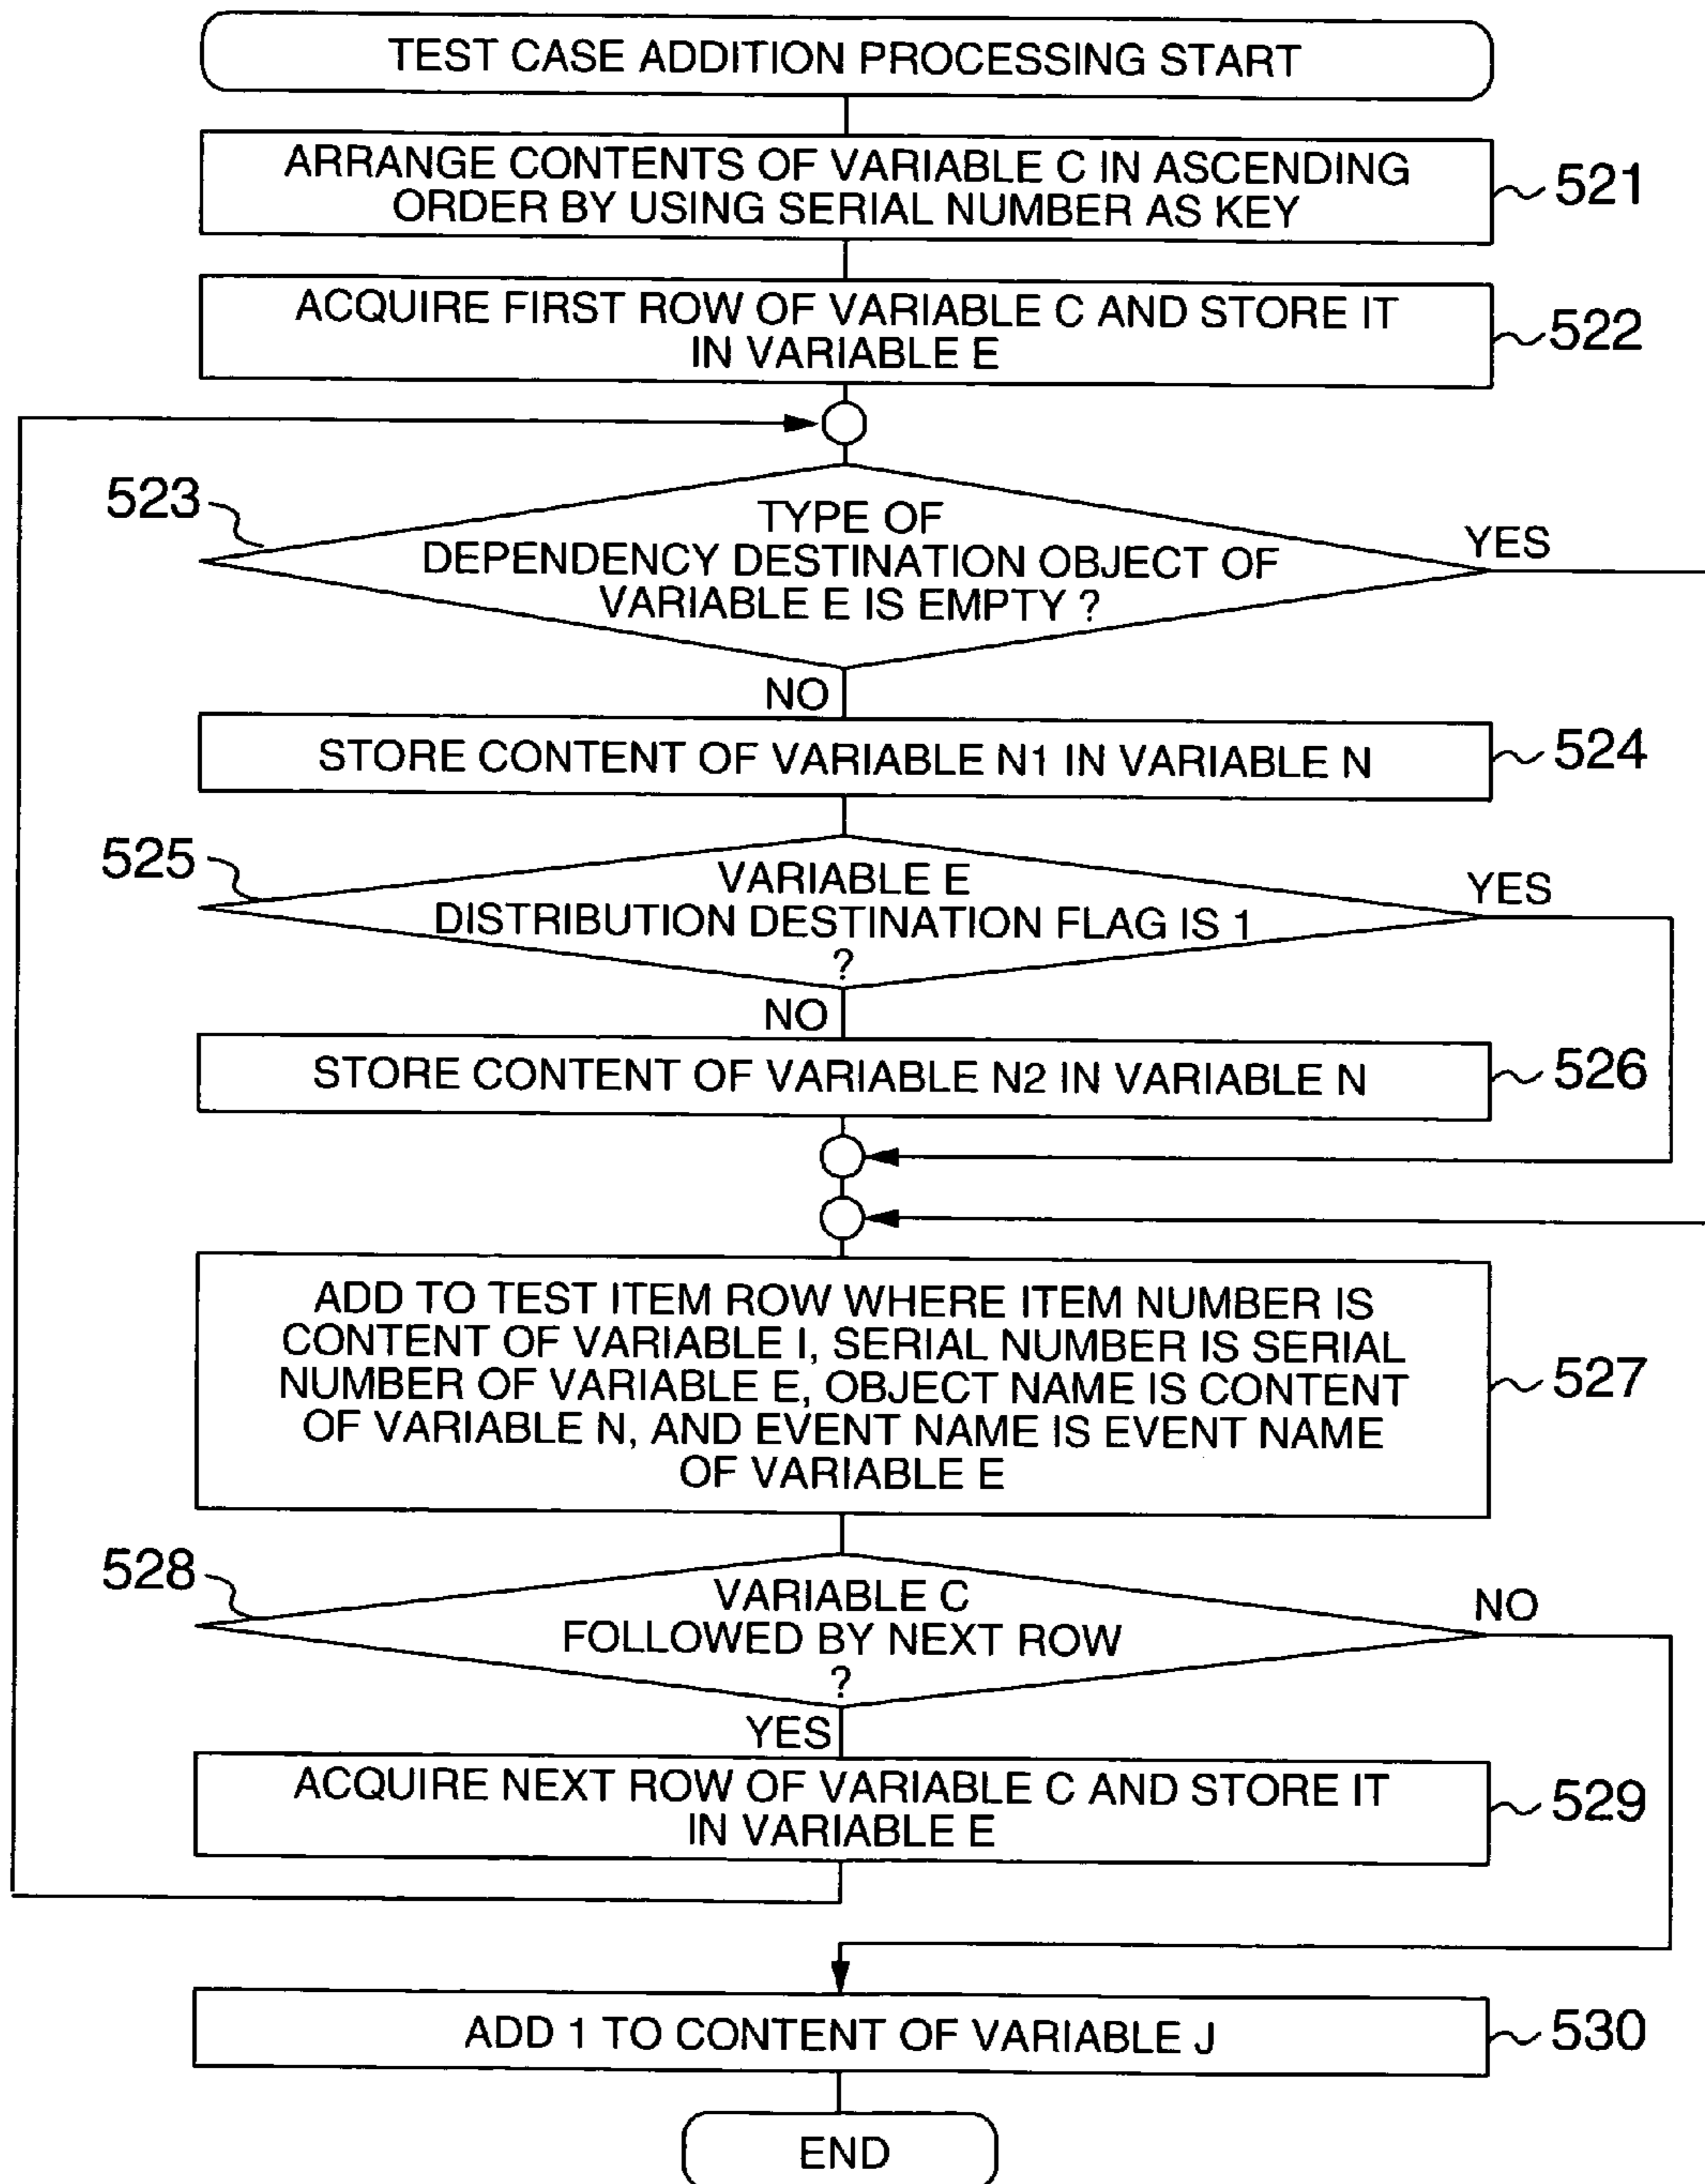 TEST CASE ADDITION PROCESSING START
ARRANGE CONTENTS OF VARIABLE C IN ASCENDING
ORDER BY USING SERIAL NUMBER AS KEY
521
ACQUIRE FIRST ROW OF VARIABLE C AND STORE IT
IN VARIABLE E
522
523
TYPE OF
DEPENDENCY DESTINATION OBJECT OF
VARIABLE E IS EMPTY ?
YES
NO
STORE CONTENT OF VARIABLE N1 IN VARIABLE N
524
525
VARIABLE E
DISTRIBUTION DESTINATION FLAG IS 1
?
YES
NO
STORE CONTENT OF VARIABLE N2 IN VARIABLE N
526
ADD TO TEST ITEM ROW WHERE ITEM NUMBER IS
CONTENT OF VARIABLE I, SERIAL NUMBER IS SERIAL
NUMBER OF VARIABLE E, OBJECT NAME IS CONTENT
OF VARIABLE N, AND EVENT NAME IS EVENT NAME
OF VARIABLE E
527
528
VARIABLE C
FOLLOWED BY NEXT ROW
?
NO
YES
ACQUIRE NEXT ROW OF VARIABLE C AND STORE IT
IN VARIABLE E
529
ADD 1 TO CONTENT OF VARIABLE J
530
END